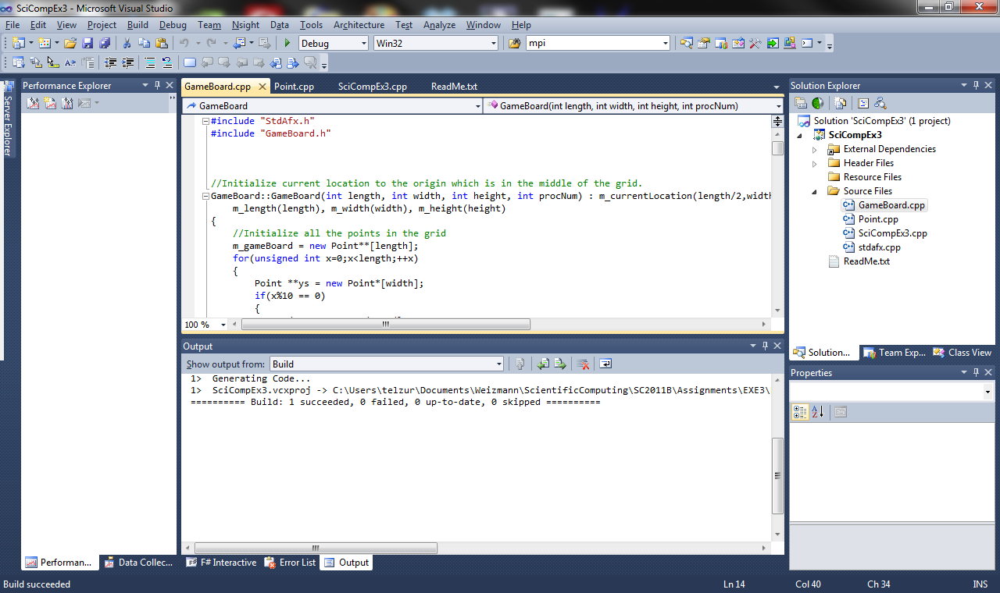 SciCompEx3 - Microsoft Visual Studio
File Edit View Project Build Debug Team Nsight Data Tools Architecture Test Analyze Window Help
Debug Win32 mpi
Server Explorer
Performance Explorer
GameBoard.cpp Point.cpp SciCompEx3.cpp ReadMe.txt
GameBoard GameBoard(int length, int width, int height, int procNum)
#include "StdAfx.h"
#include "GameBoard.h"
//Initialize current location to the origin which is in the middle of the grid.
GameBoard::GameBoard(int length, int width, int height, int procNum) : m_currentLocation(length/2,width
m_length(length), m_width(width), m_height(height)
{
//Initialize all the points in the grid
m_gameBoard = new Point**[length];
for(unsigned int x=0;x<length;++x)
{
Point **ys = new Point*[width];
if(x%10 == 0)
{
100 %
Output
Show output from: Build
1> Generating Code...
1> SciCompEx3.vcxproj -> C:\Users\telzur\Documents\Weizmann\ScientificComputing\SC2011B\Assignments\EXE3\
========== Build: 1 succeeded, 0 failed, 0 up-to-date, 0 skipped ==========
Performan... Data Collec...
F# Interactive Error List Output
Solution Explorer
Solution 'SciCompEx3' (1 project)
SciCompEx3
External Dependencies
Header Files
Resource Files
Source Files
GameBoard.cpp
Point.cpp
SciCompEx3.cpp
stdafx.cpp
ReadMe.txt
Solution... Team Exp... Class View
Properties
Build succeeded Ln 14 Col 40 Ch 34 INS